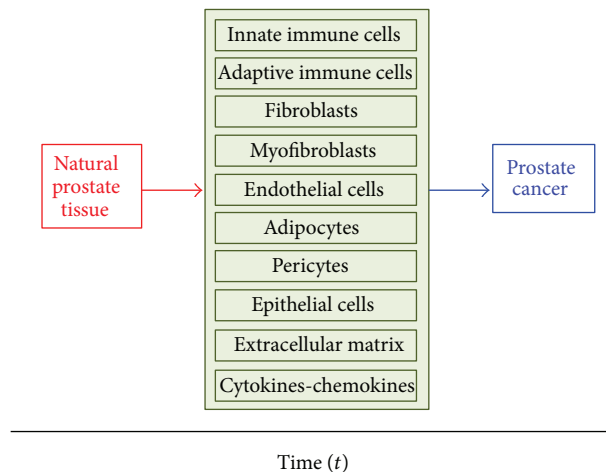 Natural
prostate
tissue
Innate immune cells
Adaptive immune cells
Fibroblasts
Myofibroblasts
Endothelial cells
Adipocytes
Pericytes
Epithelial cells
Extracellular matrix
Cytokines-chemokines
Prostate
cancer
Time (t)